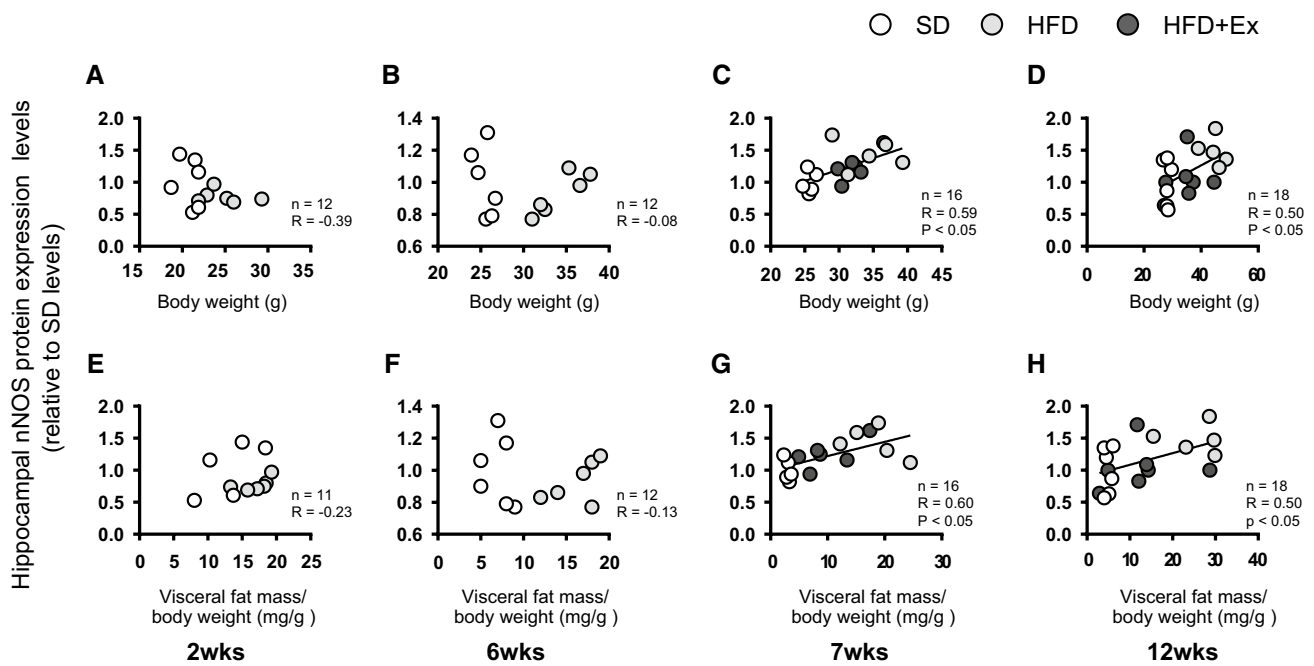 SD HFD HFD+Ex
Hippocampal nNOS protein expression levels
(relative to SD levels)
A
2.0
1.5
1.0
0.5
0.0
15 20 25 30 35
Body weight (g)
n = 12
R = -0.39
B
1.4
1.2
1.0
0.8
0.6
20 25 30 35 40
Body weight (g)
n = 12
R = -0.08
C
2.0
1.5
1.0
0.5
0.0
20 25 30 35 40 45
Body weight (g)
n = 16
R = 0.59
P < 0.05
D
2.0
1.5
1.0
0.5
0.0
0 20 40 60
Body weight (g)
n = 18
R = 0.50
P < 0.05
E
2.0
1.5
1.0
0.5
0.0
0 5 10 15 20 25
Visceral fat mass/
body weight (mg/g )
n = 11
R = -0.23
2wks
F
1.4
1.2
1.0
0.8
0.6
0 5 10 15 20
Visceral fat mass/
body weight (mg/g )
n = 12
R = -0.13
6wks
G
2.0
1.5
1.0
0.5
0.0
0 10 20 30
Visceral fat mass/
body weight (mg/g )
n = 16
R = 0.60
P < 0.05
7wks
H
2.0
1.5
1.0
0.5
0.0
0 10 20 30 40
Visceral fat mass/
body weight (mg/g )
n = 18
R = 0.50
p < 0.05
12wks